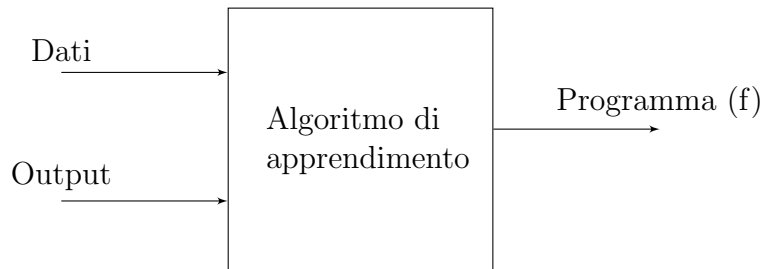 Dati
Programma (f)
Algoritmo di
apprendimento
Output